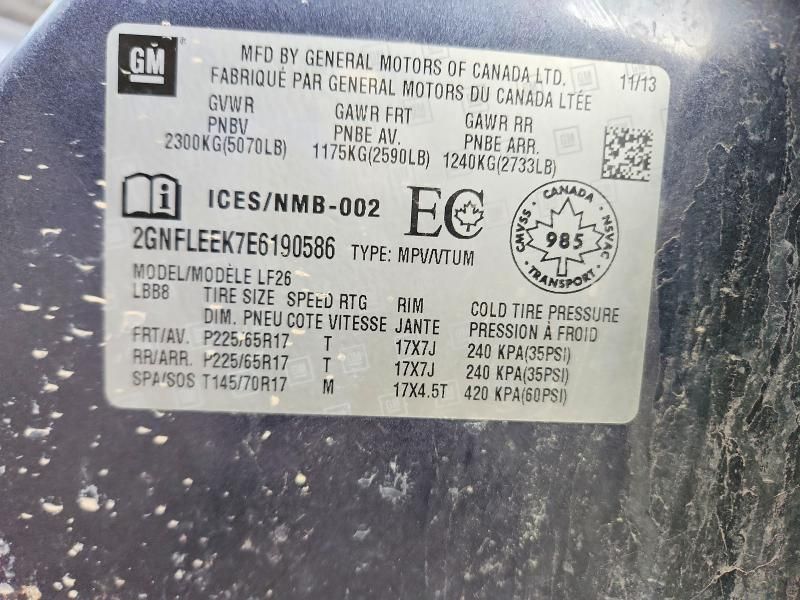 GM
MFD BY GENERAL MOTORS OF CANADA LTD.
FABRIQUÉ PAR GENERAL MOTORS DU CANADA LTÉE
11/13
GVWR GAWR FRT GAWR RR
PNBV PNBE AV. PNBE ARR.
2300KG(5070LB) 1175KG(2590LB) 1240KG(2733LB)
i ICES/NMB-002 EC
CANADA
CMVSS 985 NSVAC
TRANSPORT
2GNFLEEK7E6190586 TYPE: MPV/VTUM
MODEL/MODÈLE LF26
LBB8 TIRE SIZE SPEED RTG RIM COLD TIRE PRESSURE
DIM. PNEU COTE VITESSE JANTE PRESSION À FROID
FRT/AV. P225/65R17 T 17X7J 240 KPA(35PSI)
RR/ARR. P225/65R17 T 17X7J 240 KPA(35PSI)
SPA/SOS T145/70R17 M 17X4.5T 420 KPA(60PSI)